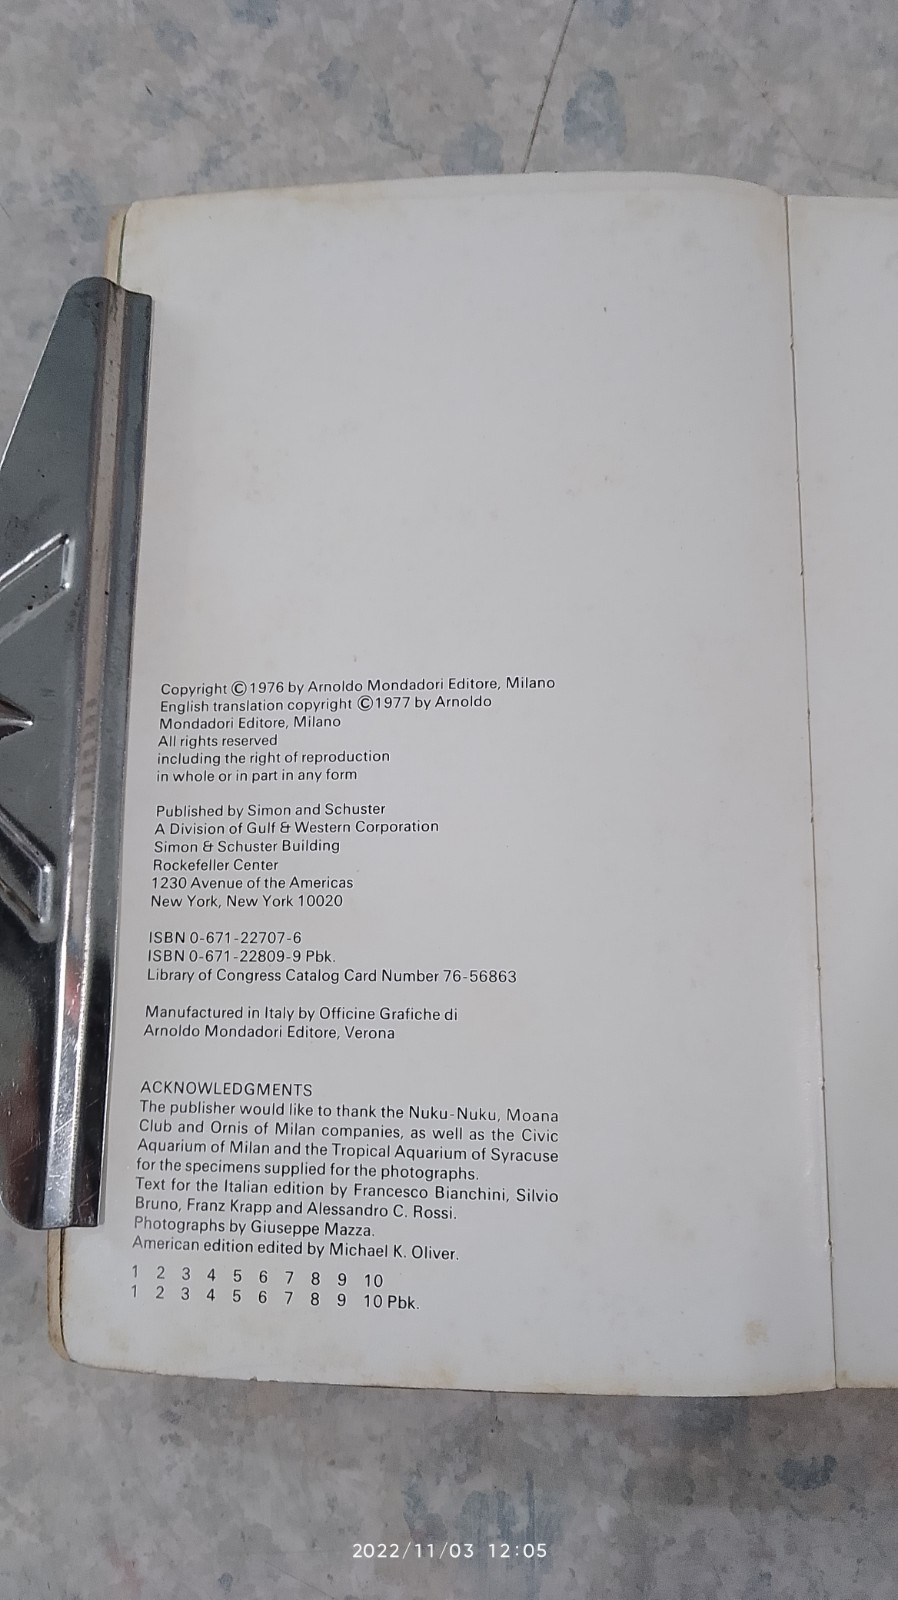 Copyright ©1976 by Arnoldo Mondadori Editore, Milano
English translation copyright ©1977 by Arnoldo
Mondadori Editore, Milano
All rights reserved
including the right of reproduction
in whole or in part in any form
Published by Simon and Schuster
A Division of Gulf & Western Corporation
Simon & Schuster Building
Rockefeller Center
1230 Avenue of the Americas
New York, New York 10020
ISBN 0-671-22707-6
ISBN 0-671-22809-9 Pbk.
Library of Congress Catalog Card Number 76-56863
Manufactured in Italy by Officine Grafiche di
Arnoldo Mondadori Editore, Verona
ACKNOWLEDGMENTS
The publisher would like to thank the Nuku-Nuku, Moana
Club and Ornis of Milan companies, as well as the Civic
Aquarium of Milan and the Tropical Aquarium of Syracuse
for the specimens supplied for the photographs.
Text for the Italian edition by Francesco Bianchini, Silvio
Bruno, Franz Krapp and Alessandro C. Rossi.
Photographs by Giuseppe Mazza.
American edition edited by Michael K. Oliver.
1 2 3 4 5 6 7 8 9 10
1 2 3 4 5 6 7 8 9 10 Pbk.
2022/11/03 12:05